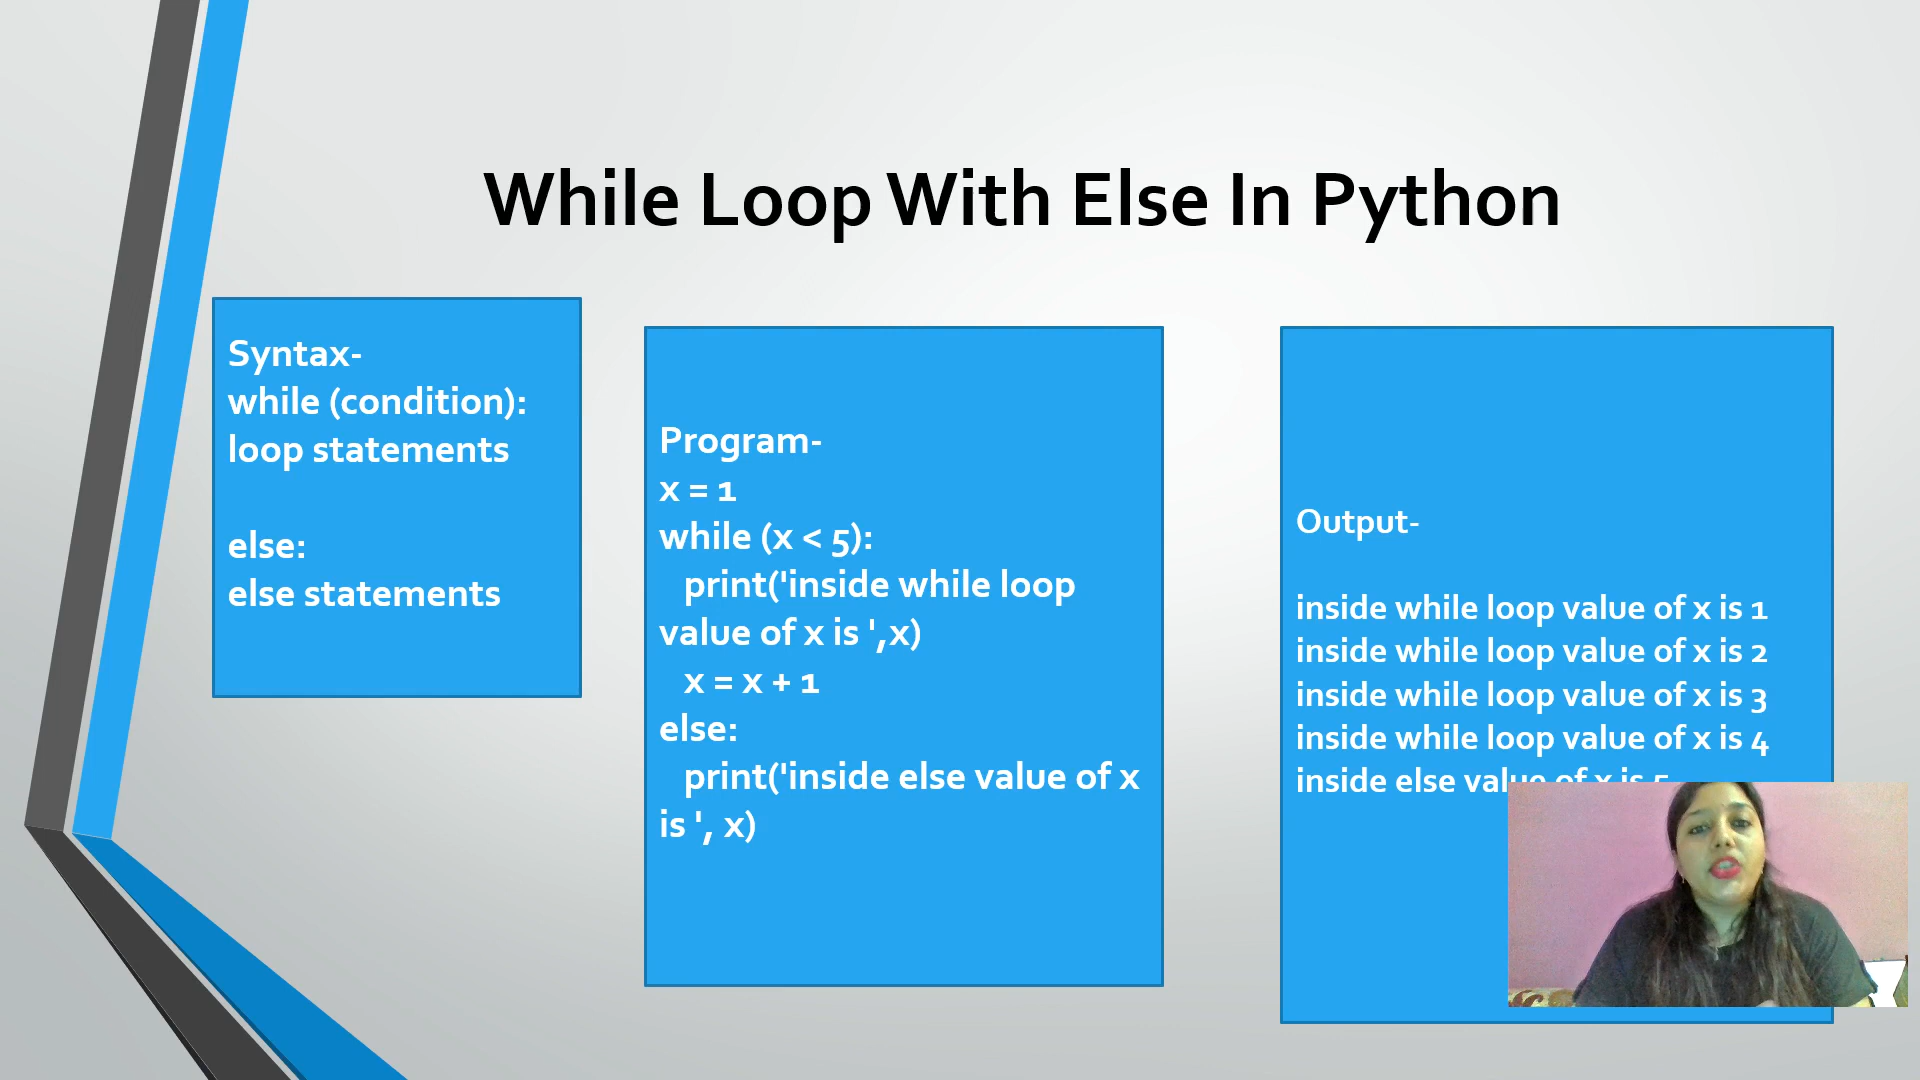 While Loop With Else In Python
Syntax-
while (condition):
loop statements
else:
else statements
Program-
x = 1
while (x < 5):
print('inside while loop
value of x is ',x)
x = x + 1
else:
print('inside else value of x
is ', x)
Output-
inside while loop value of x is 1
inside while loop value of x is 2
inside while loop value of x is 3
inside while loop value of x is 4
inside else value of x is 5